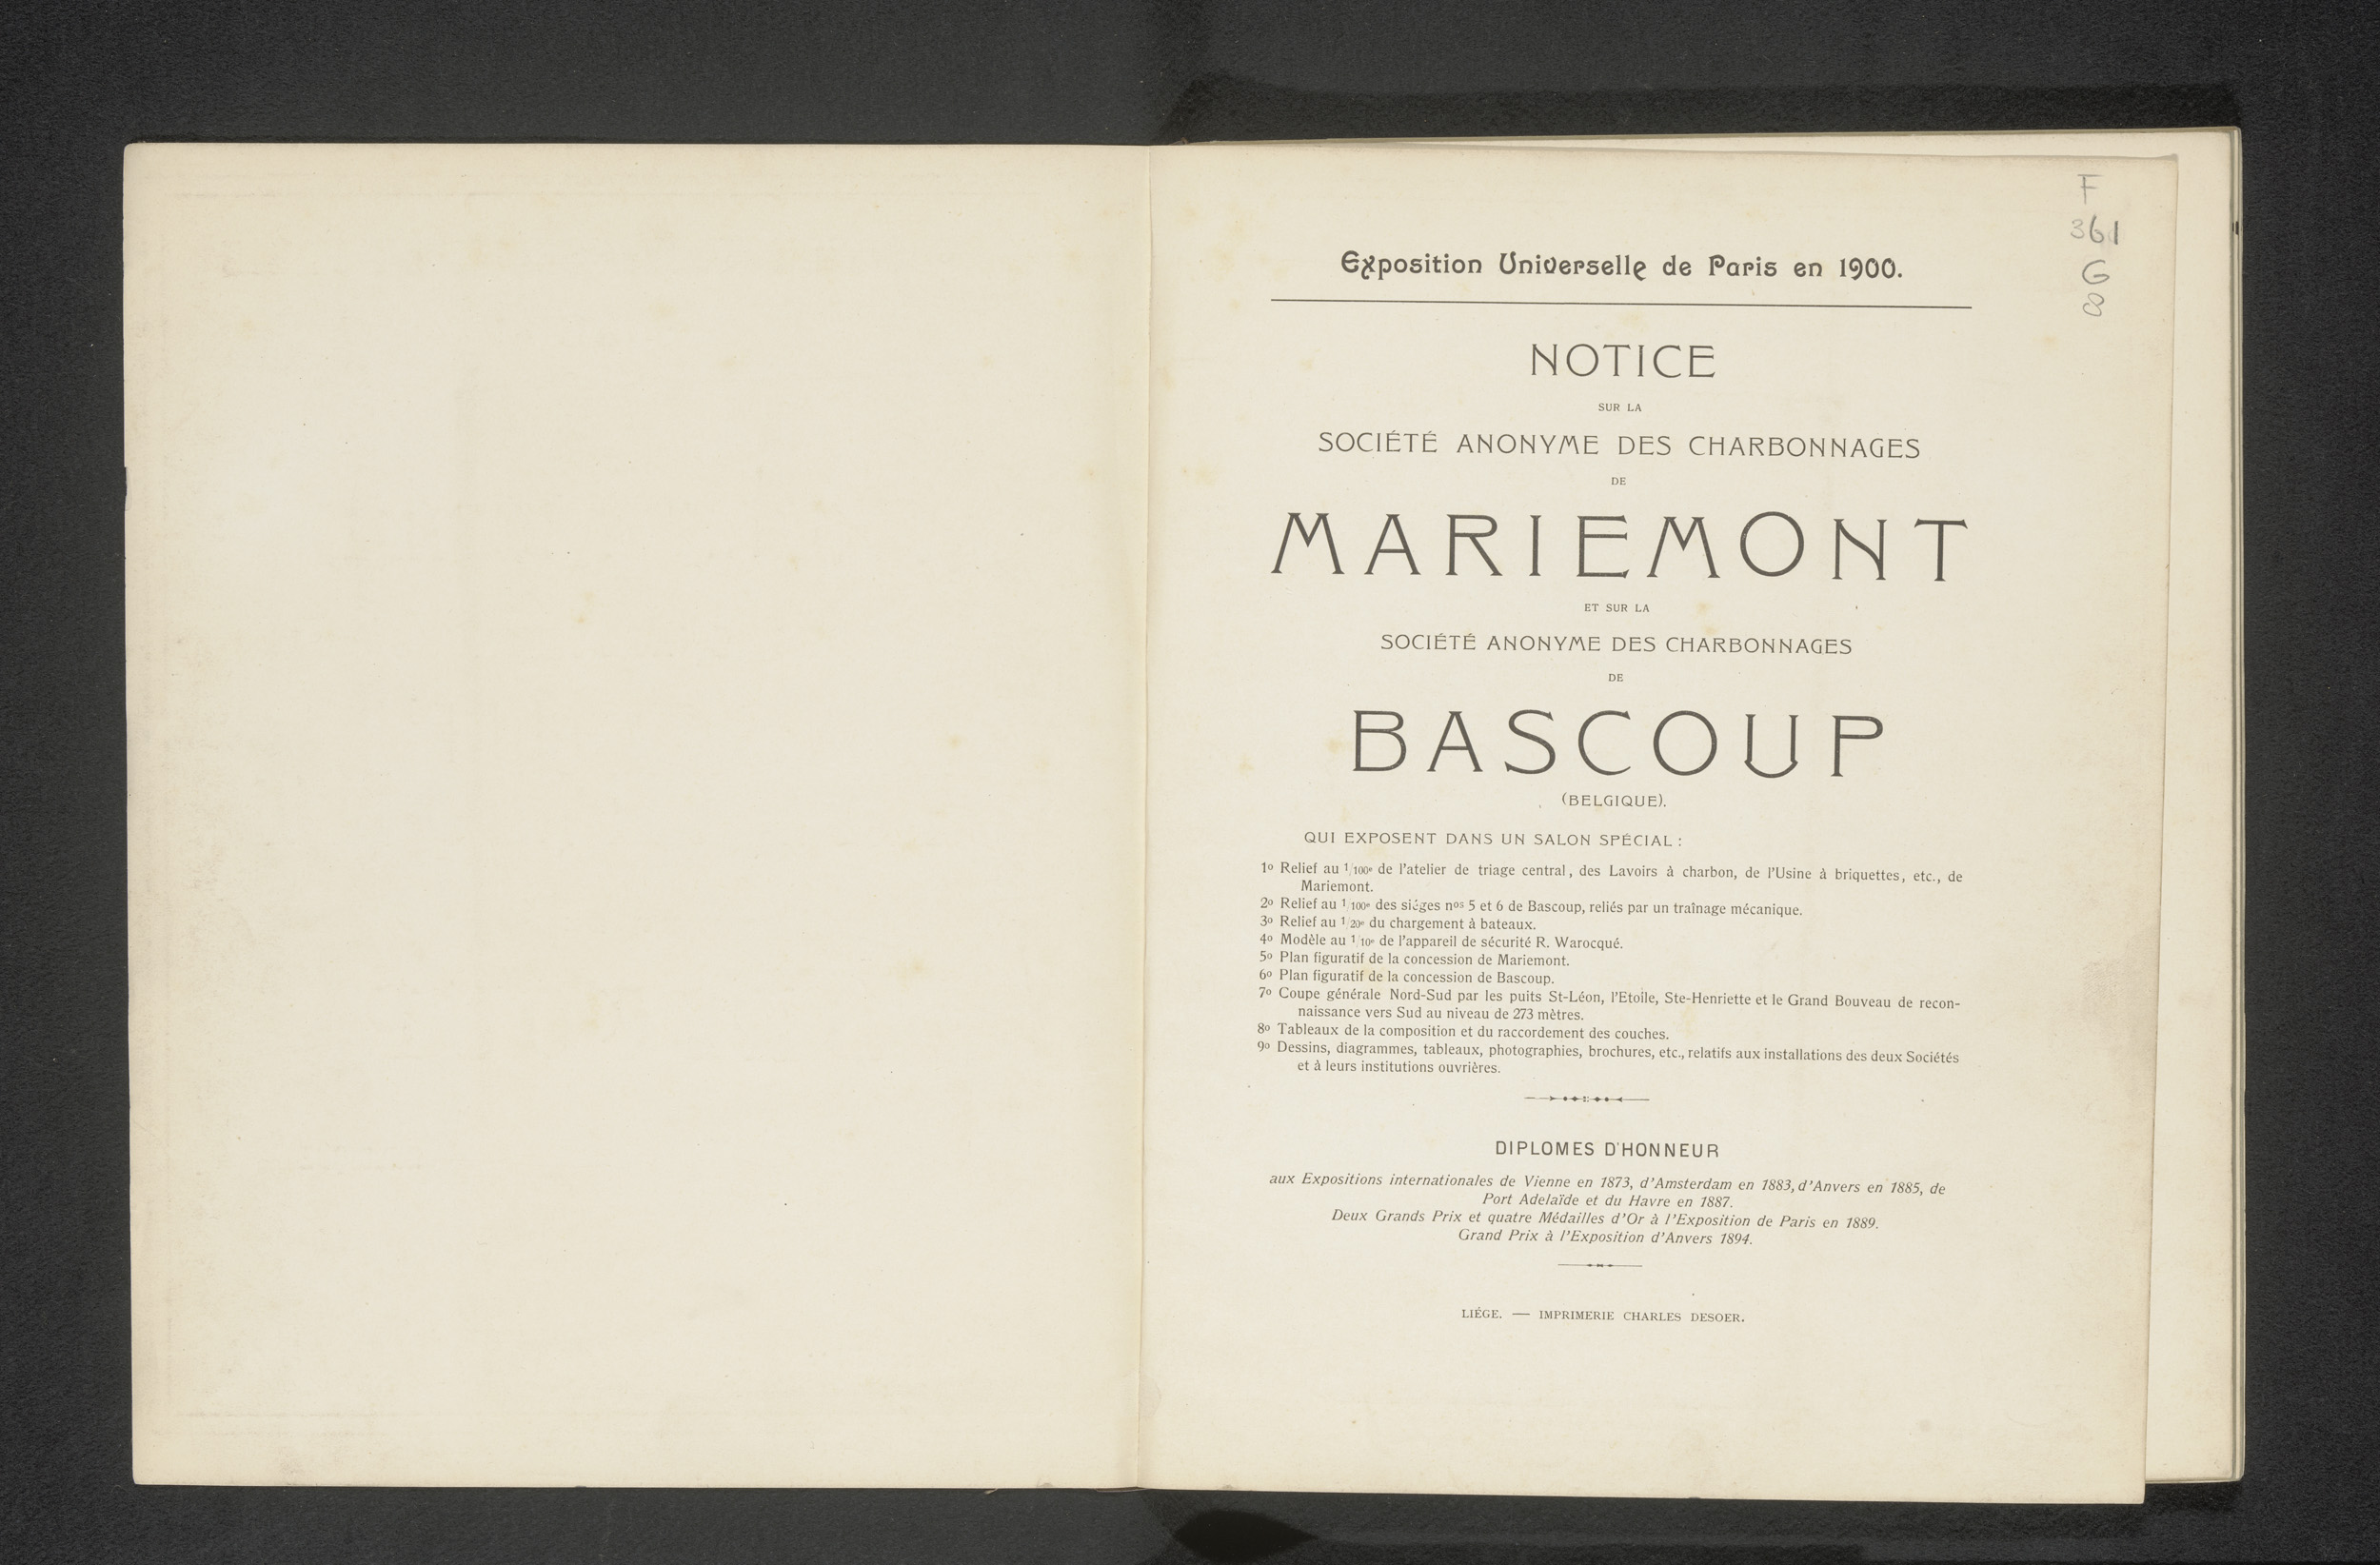 F
361
G
8
Exposition Universelle de Paris en 1900.
NOTICE
SUR LA
SOCIÉTÉ ANONYME DES CHARBONNAGES
DE
MARIEMONT
ET SUR LA
SOCIÉTÉ ANONYME DES CHARBONNAGES
DE
BASCOUP
(BELGIQUE).
QUI EXPOSENT DANS UN SALON SPÉCIAL :
1o Relief au 1/100e de l'atelier de triage central, des Lavoirs à charbon, de l'Usine à briquettes, etc., de
Mariemont.
2o Relief au 1/100e des siéges nos 5 et 6 de Bascoup, reliés par un traînage mécanique.
3o Relief au 1/20e du chargement à bateaux.
4o Modèle au 1/10e de l'appareil de sécurité R. Warocqué.
5o Plan figuratif de la concession de Mariemont.
6o Plan figuratif de la concession de Bascoup.
7o Coupe générale Nord-Sud par les puits St-Léon, l'Etoile, Ste-Henriette et le Grand Bouveau de recon-
naissance vers Sud au niveau de 273 mètres.
8o Tableaux de la composition et du raccordement des couches.
9o Dessins, diagrammes, tableaux, photographies, brochures, etc., relatifs aux installations des deux Sociétés
et à leurs institutions ouvrières.
DIPLOMES D'HONNEUR
aux Expositions internationales de Vienne en 1873, d'Amsterdam en 1883, d'Anvers en 1885, de
Port Adelaïde et du Havre en 1887.
Deux Grands Prix et quatre Médailles d'Or à l'Exposition de Paris en 1889.
Grand Prix à l'Exposition d'Anvers 1894.
LIÉGE. — IMPRIMERIE CHARLES DESOER.